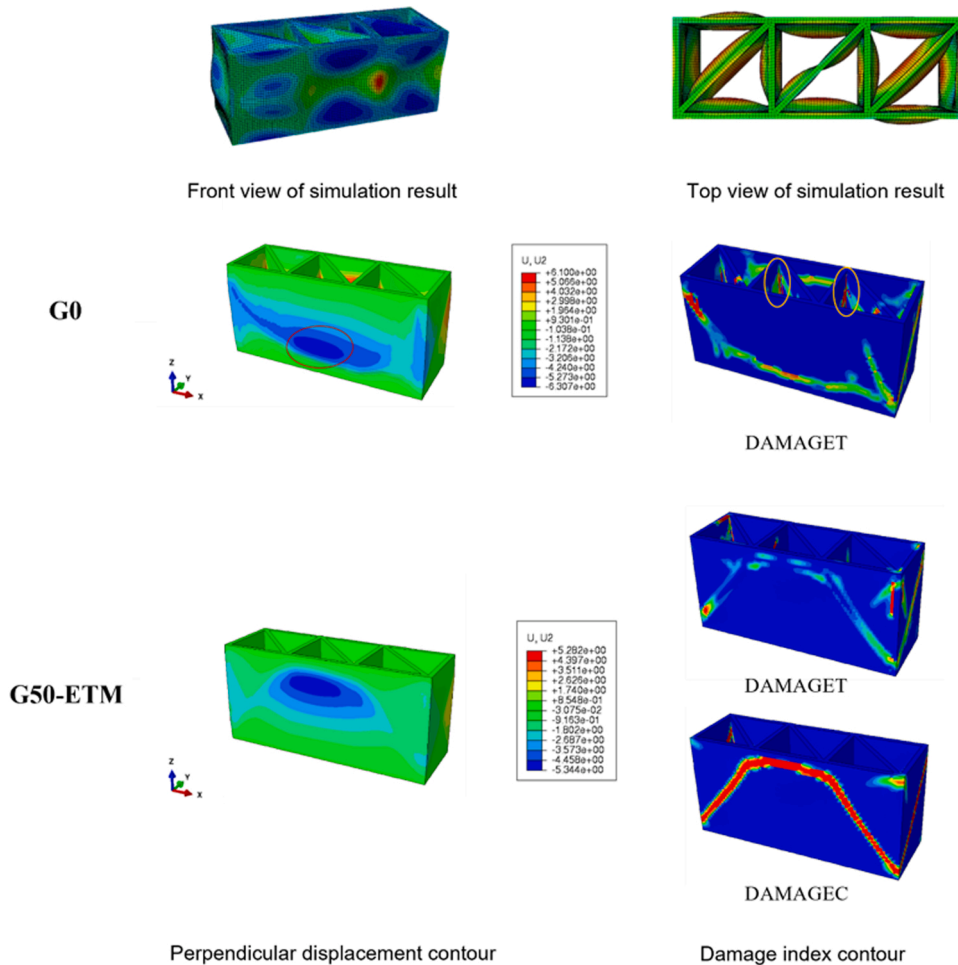 Front view of simulation result
Top view of simulation result
G0
U, U2
+6.100e+00
+5.066e+00
+4.032e+00
+2.998e+00
+1.964e+00
+9.301e-01
-1.038e-01
-1.138e+00
-2.172e+00
-3.206e+00
-4.240e+00
-5.273e+00
-6.307e+00
Z
Y
X
DAMAGET
G50-ETM
U, U2
+5.282e+00
+4.397e+00
+3.511e+00
+2.626e+00
+1.740e+00
+8.548e-01
-3.075e-02
-9.163e-01
-1.802e+00
-2.687e+00
-3.573e+00
-4.458e+00
-5.344e+00
DAMAGET
Z
Y
X
DAMAGEC
Perpendicular displacement contour
Damage index contour